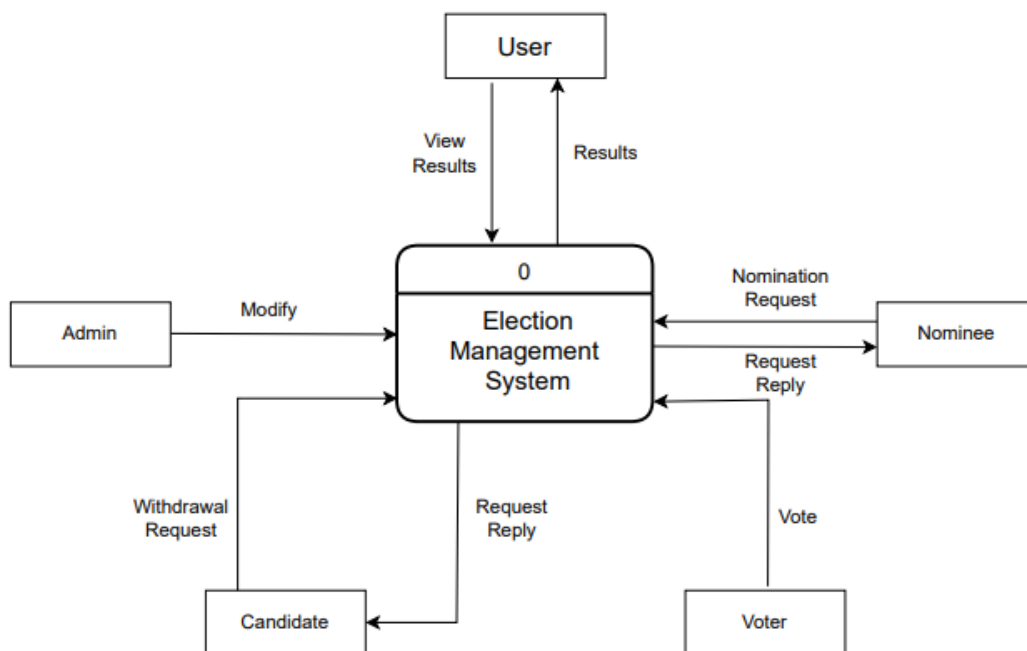 User
View
Results
Results
0
Election
Management
System
Admin
Modify
Nomination
Request
Nominee
Request
Reply
Withdrawal
Request
Request
Reply
Vote
Candidate
Voter